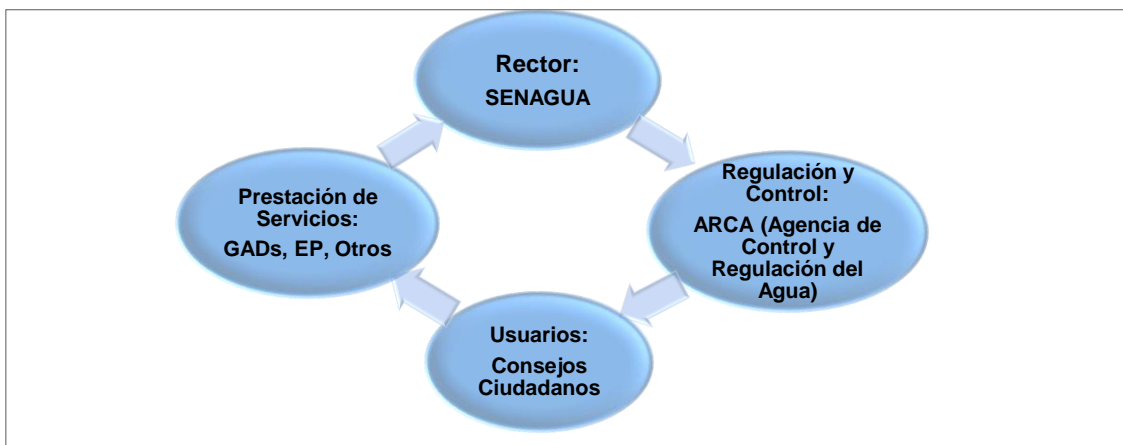 Rector:
SENAGUA
Regulación y
Control:
ARCA (Agencia de
Control y
Regulación del
Agua)
Usuarios:
Consejos
Ciudadanos
Prestación de
Servicios:
GADs, EP, Otros